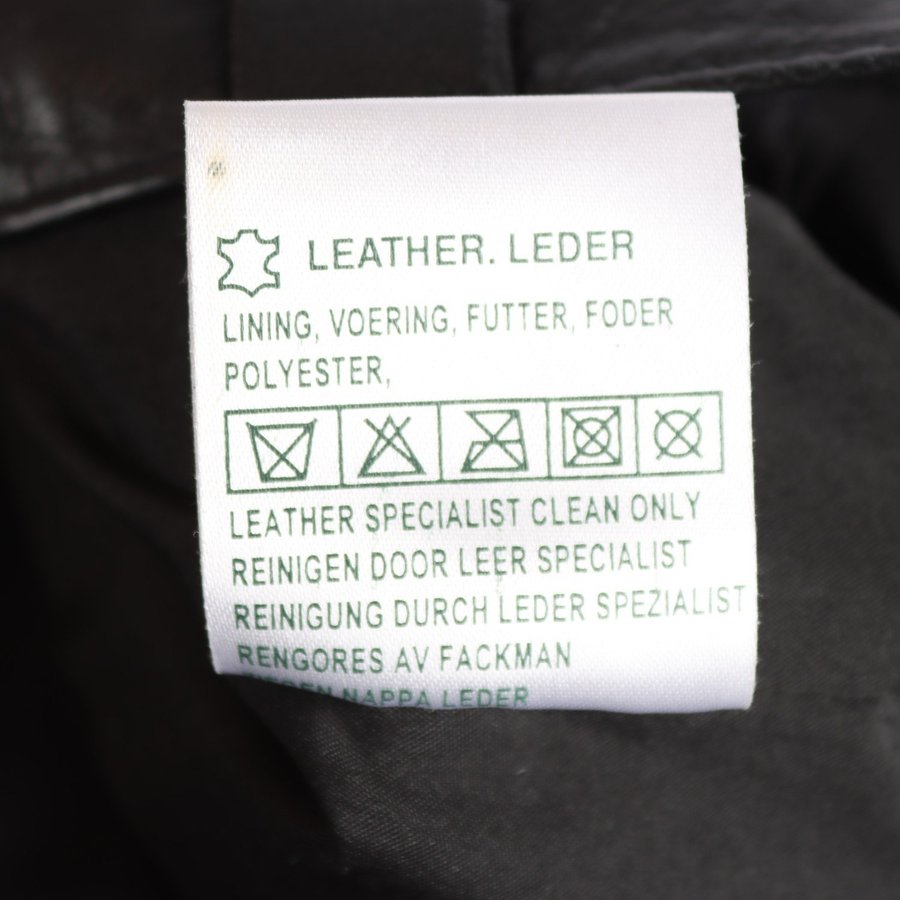 LEATHER. LEDER
LINING, VOERING, FUTTER, FODER
POLYESTER,
LEATHER SPECIALIST CLEAN ONLY
REINIGEN DOOR LEER SPECIALIST
REINIGUNG DURCH LEDER SPEZIALIST
RENGORES AV FACKMAN
NAPPA LEDER